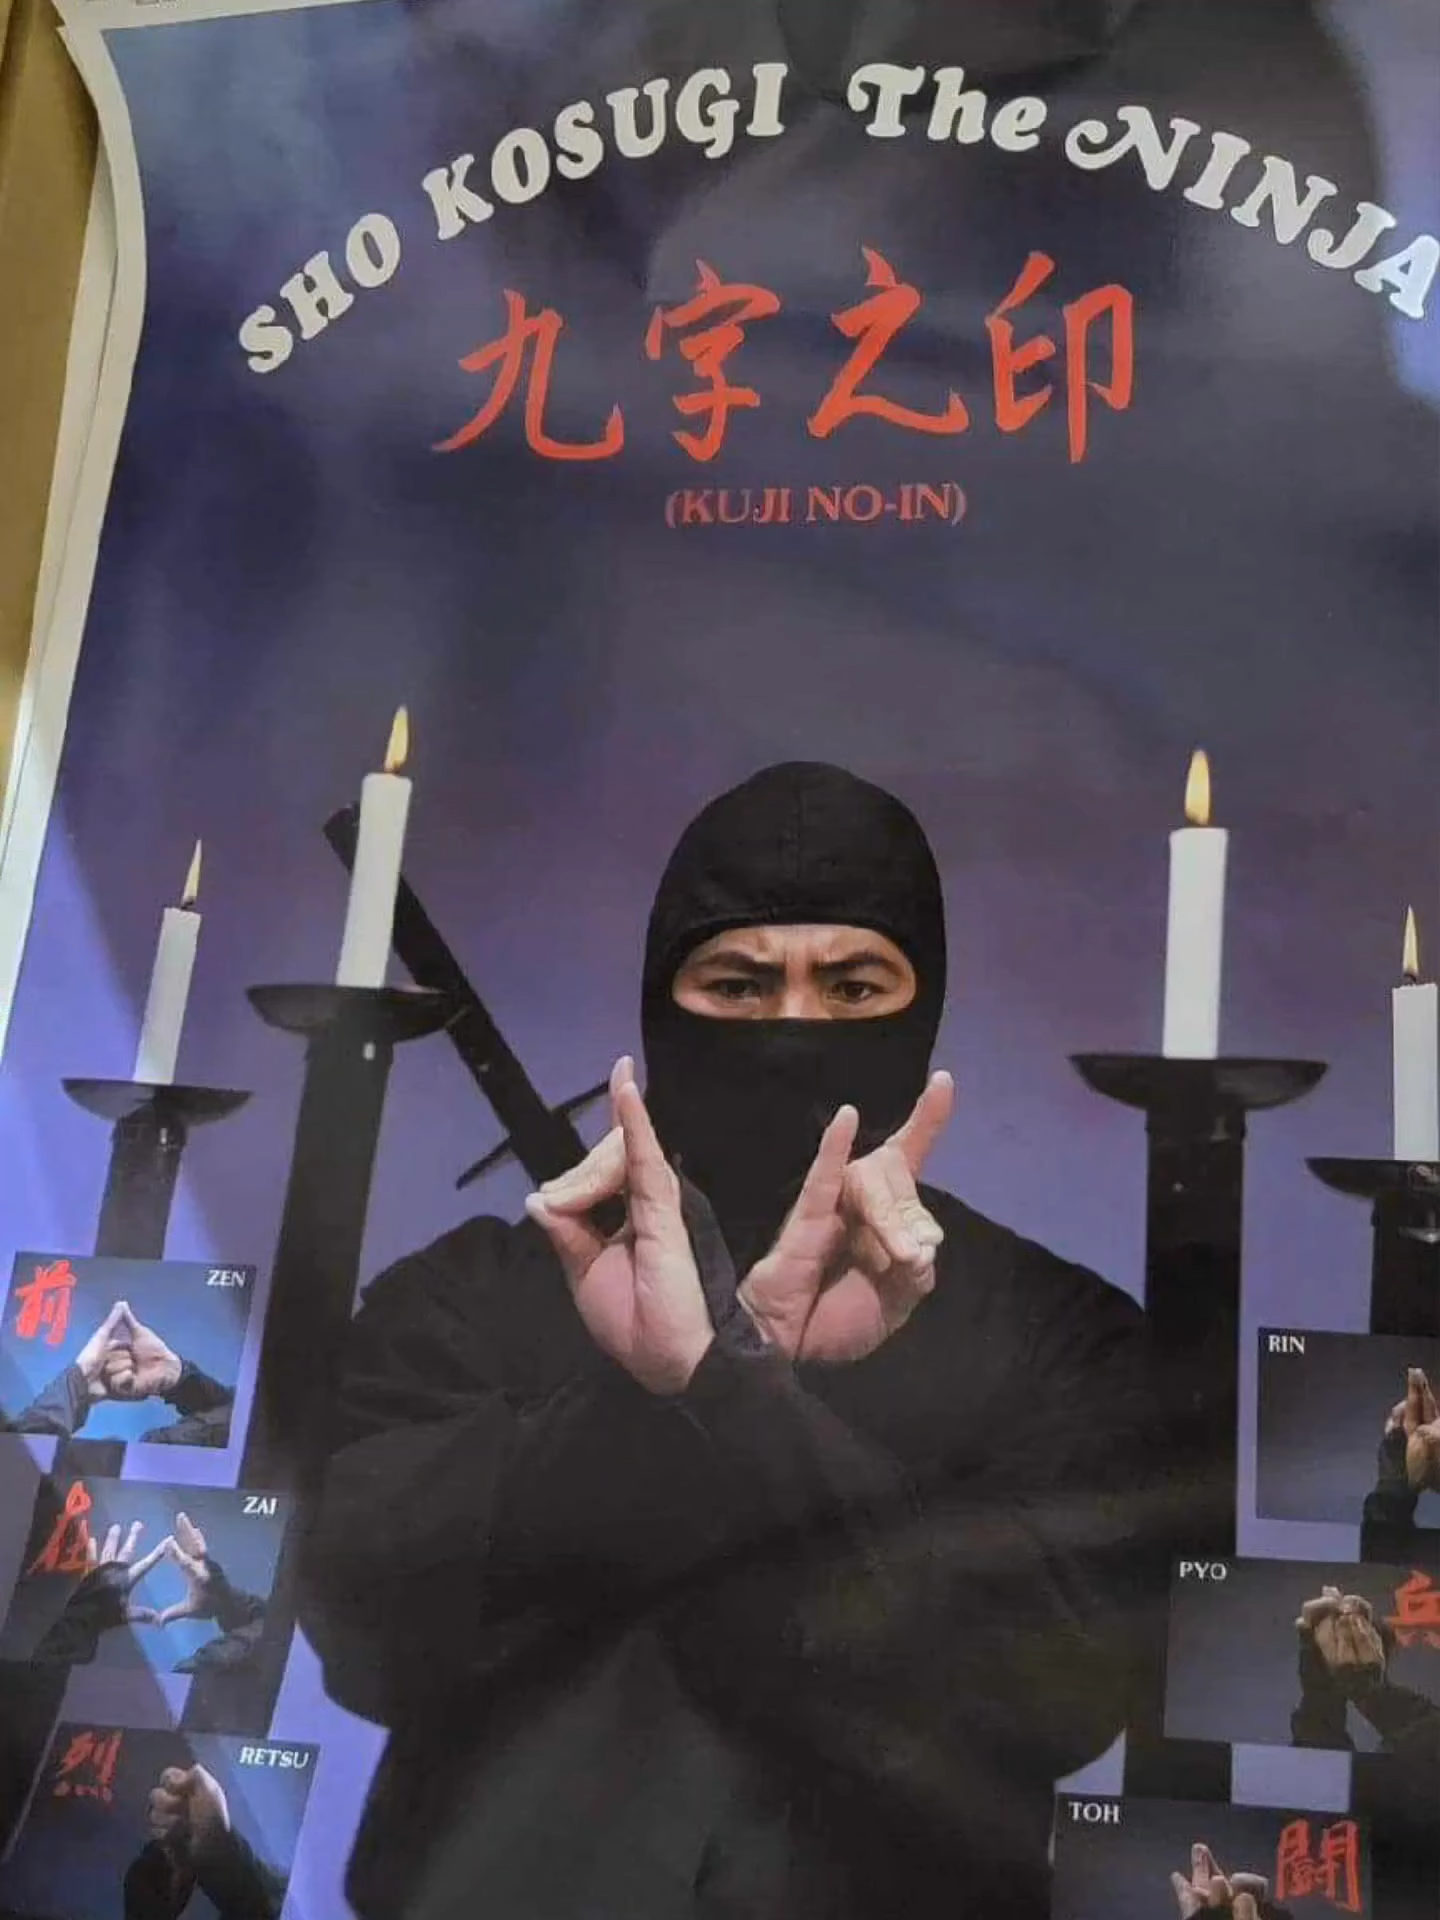 SHO KOSUGI The NINJA
九字之印
(KUJI NO-IN)
前
ZEN
在
ZAI
烈
RETSU
RIN
PYO
兵
TOH
闘